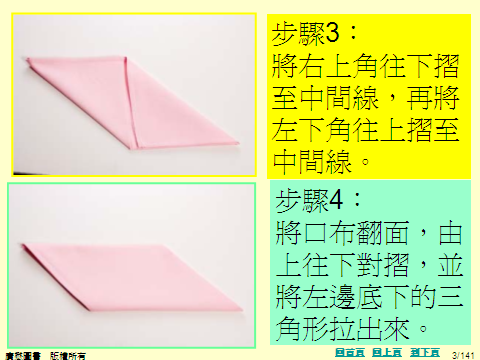 步驟3：
將右上角往下摺
至中間線，再將
左下角往上摺至
中間線。
步驟4：
將口布翻面，由
上往下對摺，並
將左邊底下的三
角形拉出來。
回首頁 回上頁 到下頁
廣懋圖書 版權所有 3/141